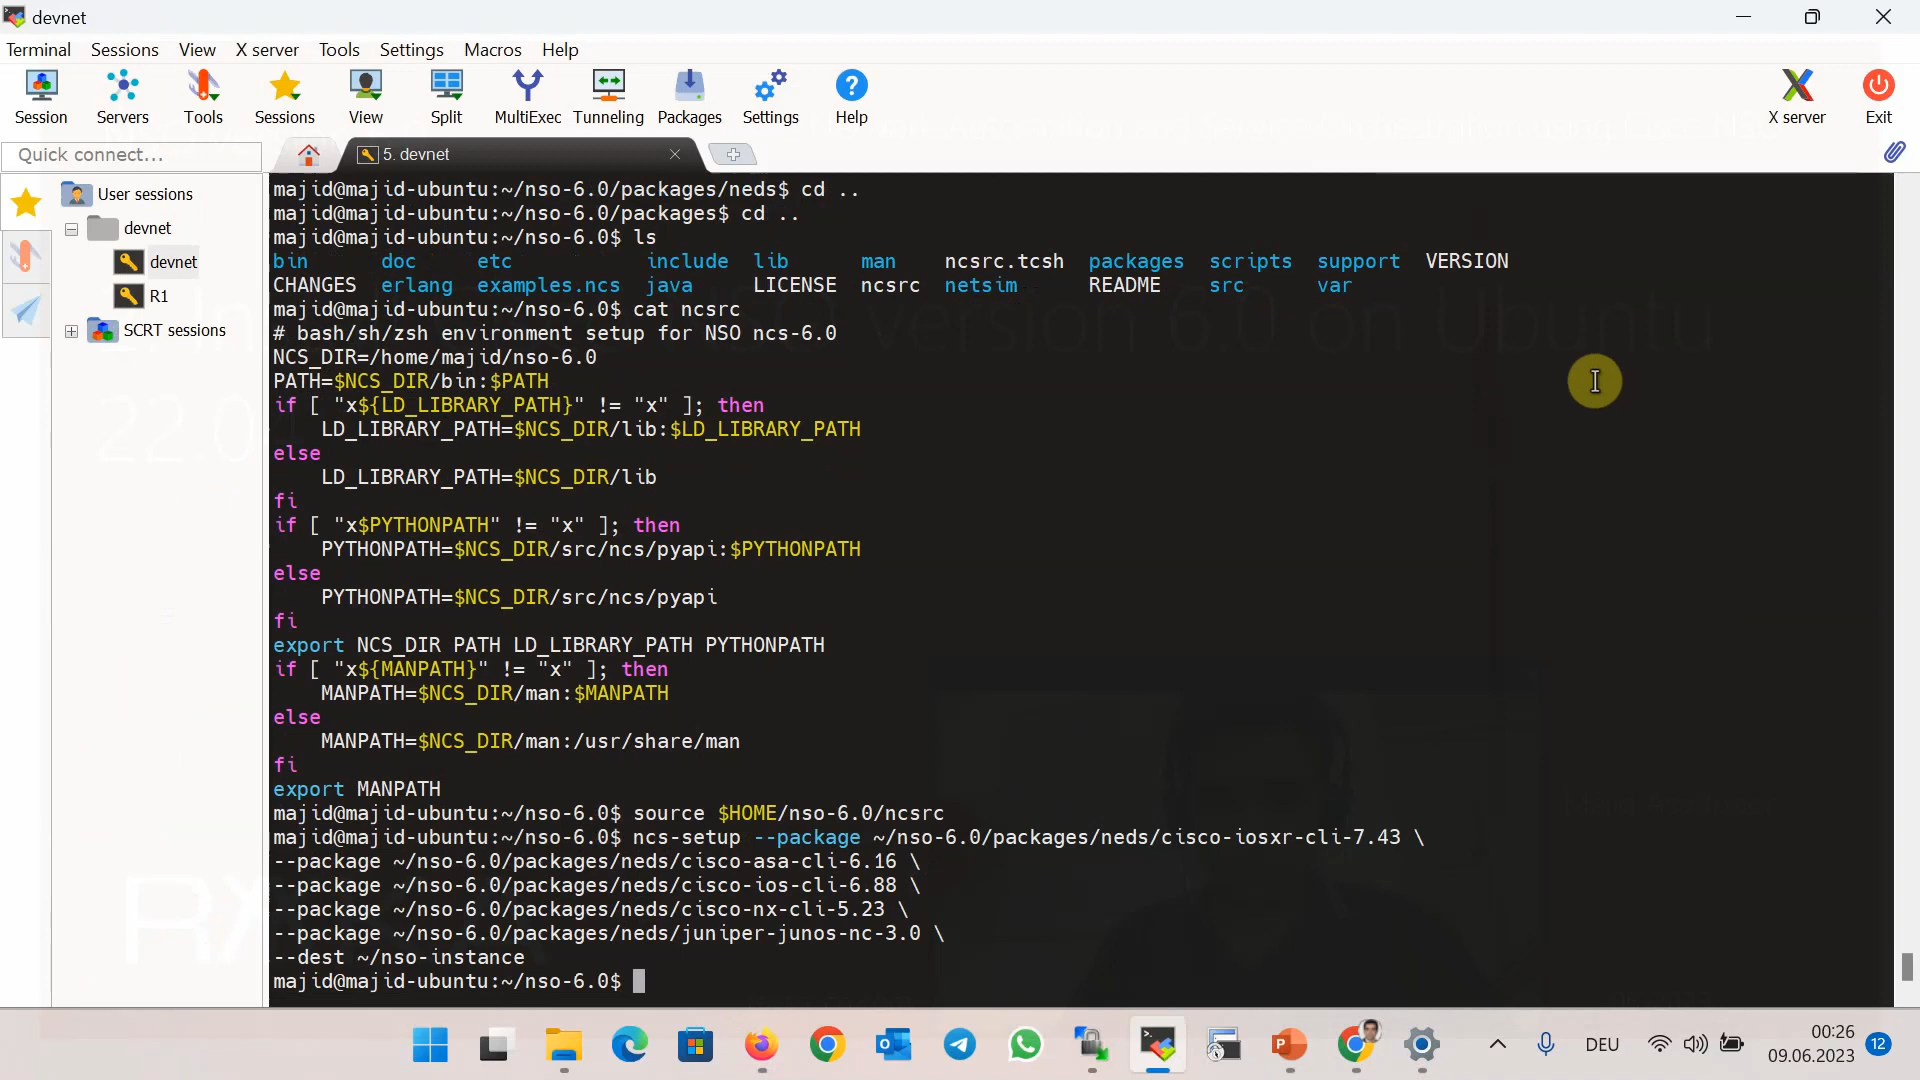 devnet
Terminal Sessions View X server Tools Settings Macros Help
Session Servers Tools Sessions View Split MultiExec Tunneling Packages Settings Help X server Exit
Quick connect...
5. devnet
User sessions
devnet
devnet
R1
SCRT sessions
majid@majid-ubuntu:~/nso-6.0/packages/neds$ cd ..
majid@majid-ubuntu:~/nso-6.0/packages$ cd ..
majid@majid-ubuntu:~/nso-6.0$ ls
bin doc etc include lib man ncsrc.tcsh packages scripts support VERSION
CHANGES erlang examples.ncs java LICENSE ncsrc netsim README src var
majid@majid-ubuntu:~/nso-6.0$ cat ncsrc
# bash/sh/zsh environment setup for NSO ncs-6.0
NCS_DIR=/home/majid/nso-6.0
PATH=$NCS_DIR/bin:$PATH
if [ "x${LD_LIBRARY_PATH}" != "x" ]; then
LD_LIBRARY_PATH=$NCS_DIR/lib:$LD_LIBRARY_PATH
else
LD_LIBRARY_PATH=$NCS_DIR/lib
fi
if [ "x$PYTHONPATH" != "x" ]; then
PYTHONPATH=$NCS_DIR/src/ncs/pyapi:$PYTHONPATH
else
PYTHONPATH=$NCS_DIR/src/ncs/pyapi
fi
export NCS_DIR PATH LD_LIBRARY_PATH PYTHONPATH
if [ "x${MANPATH}" != "x" ]; then
MANPATH=$NCS_DIR/man:$MANPATH
else
MANPATH=$NCS_DIR/man:/usr/share/man
fi
export MANPATH
majid@majid-ubuntu:~/nso-6.0$ source $HOME/nso-6.0/ncsrc
majid@majid-ubuntu:~/nso-6.0$ ncs-setup --package ~/nso-6.0/packages/neds/cisco-iosxr-cli-7.43 \
--package ~/nso-6.0/packages/neds/cisco-asa-cli-6.16 \
--package ~/nso-6.0/packages/neds/cisco-ios-cli-6.88 \
--package ~/nso-6.0/packages/neds/cisco-nx-cli-5.23 \
--package ~/nso-6.0/packages/neds/juniper-junos-nc-3.0 \
--dest ~/nso-instance
majid@majid-ubuntu:~/nso-6.0$
version 6.0 on Ubuntu
22.0
DEU
00:26
09.06.2023
12